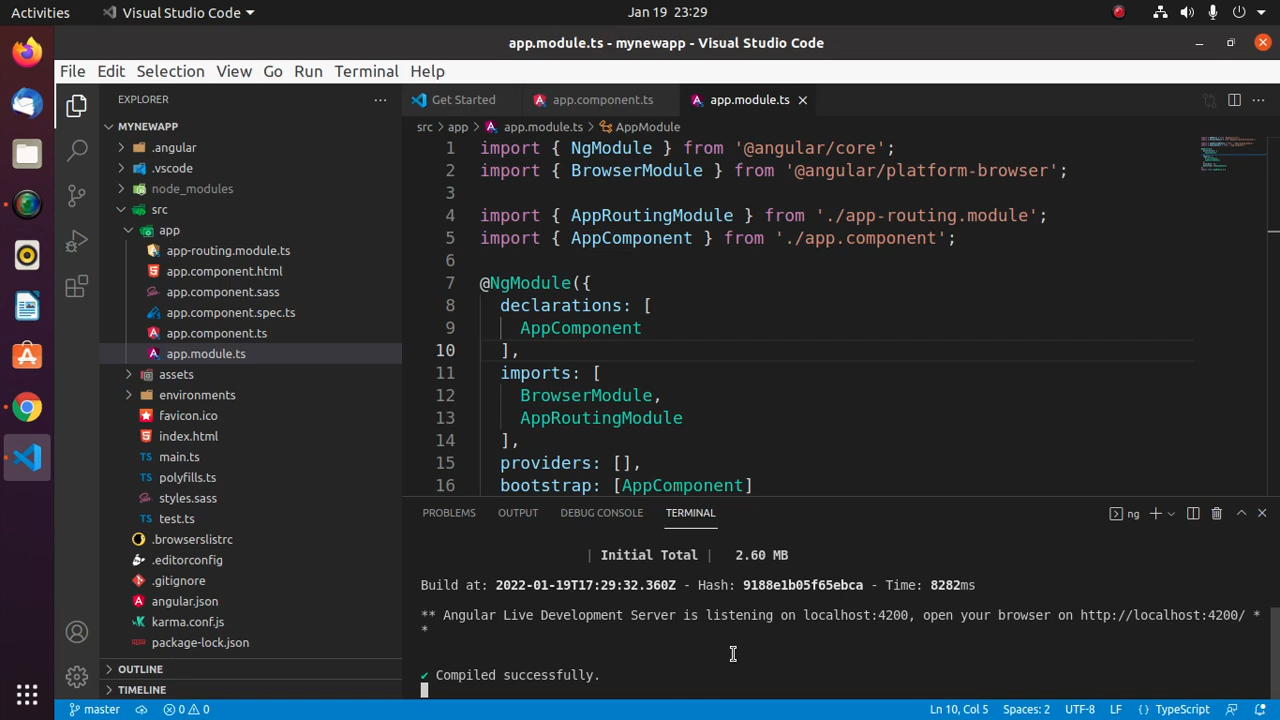 Activities
Visual Studio Code
Jan 19 23:29
app.module.ts - mynewapp - Visual Studio Code
File Edit Selection View Go Run Terminal Help
EXPLORER
MYNEWAPP
.angular
.vscode
node_modules
src
app
app-routing.module.ts
app.component.html
app.component.sass
app.component.spec.ts
app.component.ts
app.module.ts
assets
environments
favicon.ico
index.html
TS main.ts
TS polyfills.ts
styles.sass
TS test.ts
.browserslistrc
.editorconfig
.gitignore
angular.json
karma.conf.js
package-lock.json
OUTLINE
TIMELINE
Get Started
app.component.ts
app.module.ts
src > app > app.module.ts > AppModule
1 import { NgModule } from '@angular/core';
2 import { BrowserModule } from '@angular/platform-browser';
3
4 import { AppRoutingModule } from './app-routing.module';
5 import { AppComponent } from './app.component';
6
7 @NgModule({
8 declarations: [
9 AppComponent
10 ],
11 imports: [
12 BrowserModule,
13 AppRoutingModule
14 ],
15 providers: [],
16 bootstrap: [AppComponent]
PROBLEMS OUTPUT DEBUG CONSOLE TERMINAL
ng
| Initial Total | 2.60 MB
Build at: 2022-01-19T17:29:32.360Z - Hash: 9188e1b05f65ebca - Time: 8282ms
** Angular Live Development Server is listening on localhost:4200, open your browser on http://localhost:4200/ *
*
✔ Compiled successfully.
master
0 0
Ln 10, Col 5
Spaces: 2
UTF-8
LF
{ } TypeScript